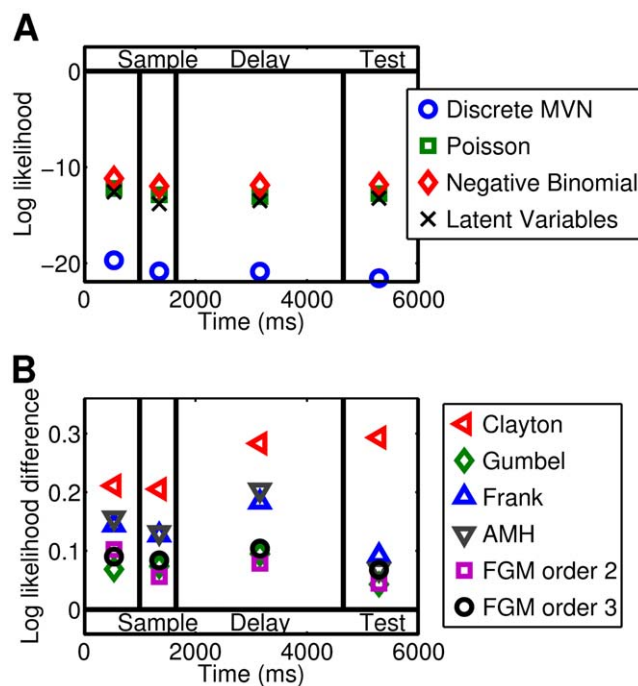 A
Sample Delay Test
0
−10
−20
Log likelihood
0 2000 4000 6000
Time (ms)
Discrete MVN
Poisson
Negative Binomial
Latent Variables
B
0.3
0.2
0.1
0
Log likelihood difference
Sample Delay Test
0 2000 4000 6000
Time (ms)
Clayton
Gumbel
Frank
AMH
FGM order 2
FGM order 3